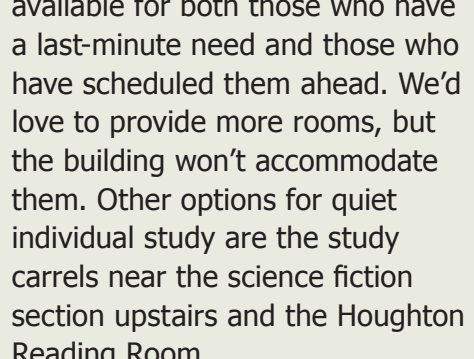 available for both those who have
a last-minute need and those who
have scheduled them ahead. We’d
love to provide more rooms, but
the building won’t accommodate
them. Other options for quiet
individual study are the study
carrels near the science fiction
section upstairs and the Houghton
Reading Room